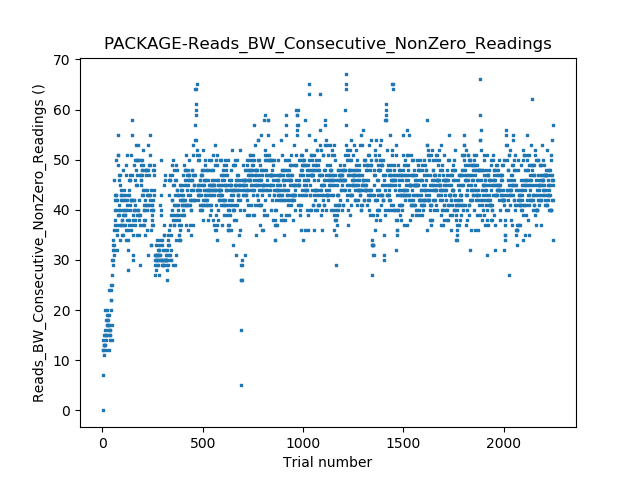 PACKAGE-Reads_BW_Consecutive_NonZero_Readings
Reads_BW_Consecutive_NonZero_Readings ()
70
60
50
40
30
20
10
0
0 500 1000 1500 2000
Trial number